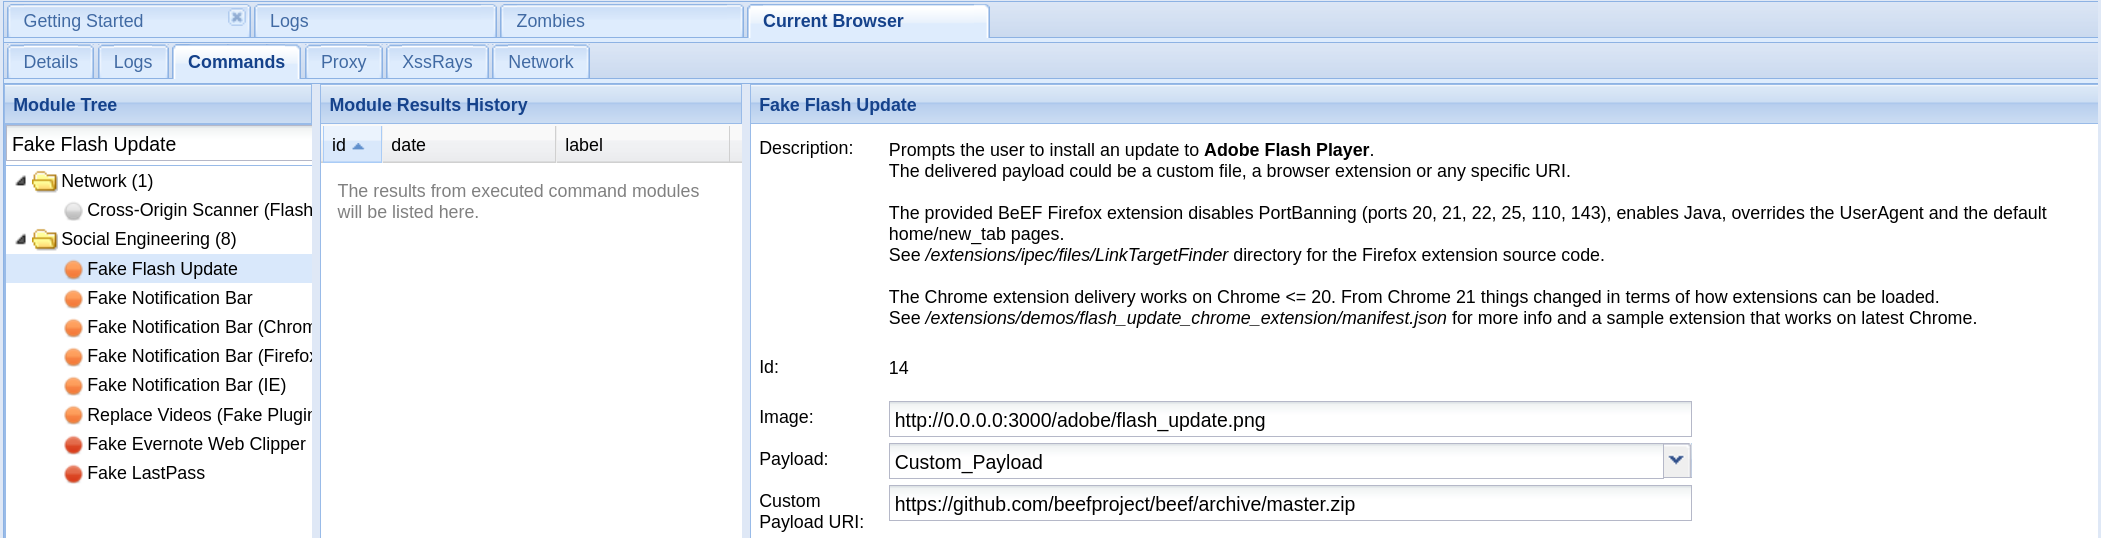 Getting Started
Logs
Zombies
Current Browser
Details
Logs
Commands
Proxy
XssRays
Network
Module Tree
Fake Flash Update
Network (1)
Cross-Origin Scanner (Flash
Social Engineering (8)
Fake Flash Update
Fake Notification Bar
Fake Notification Bar (Chrom
Fake Notification Bar (Firefox
Fake Notification Bar (IE)
Replace Videos (Fake Plugin
Fake Evernote Web Clipper
Fake LastPass
Module Results History
id
date
label
The results from executed command modules
will be listed here.
Fake Flash Update
Description:
Prompts the user to install an update to Adobe Flash Player.
The delivered payload could be a custom file, a browser extension or any specific URI.
The provided BeEF Firefox extension disables PortBanning (ports 20, 21, 22, 25, 110, 143), enables Java, overrides the UserAgent and the default
home/new_tab pages.
See /extensions/ipec/files/LinkTargetFinder directory for the Firefox extension source code.
The Chrome extension delivery works on Chrome <= 20. From Chrome 21 things changed in terms of how extensions can be loaded.
See /extensions/demos/flash_update_chrome_extension/manifest.json for more info and a sample extension that works on latest Chrome.
Id:
14
Image:
http://0.0.0.0:3000/adobe/flash_update.png
Payload:
Custom_Payload
Custom
Payload URI:
https://github.com/beefproject/beef/archive/master.zip